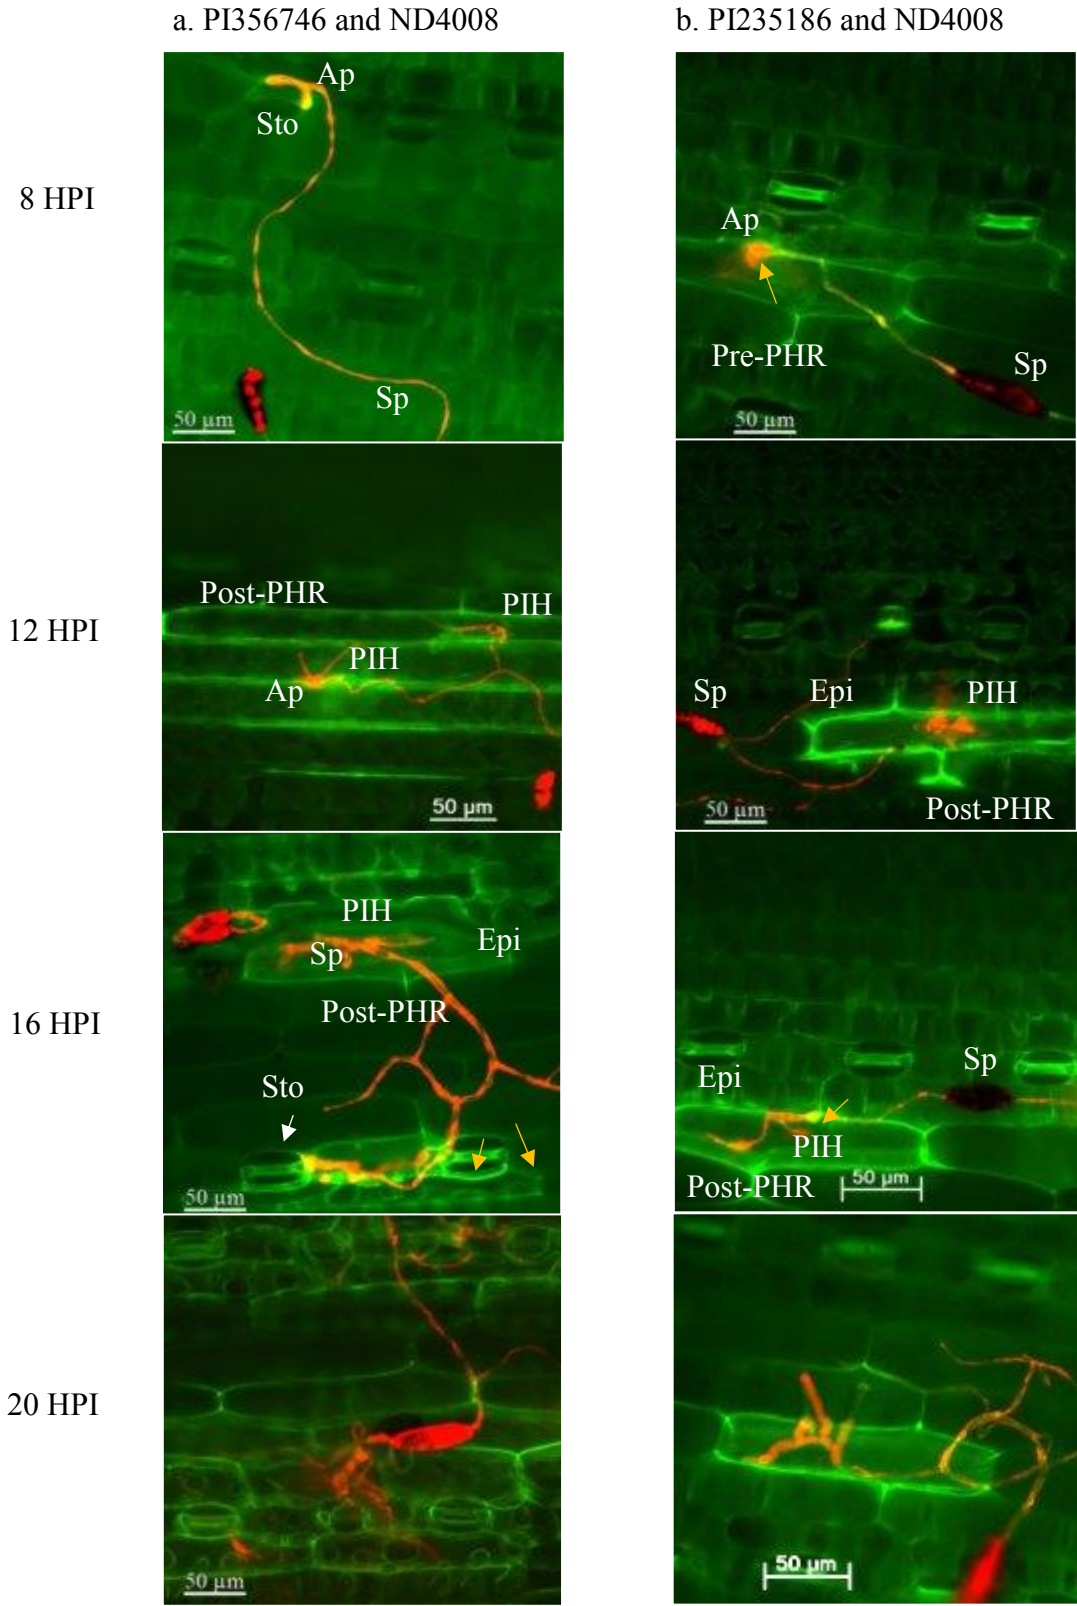 a. PI356746 and ND4008
b. PI235186 and ND4008
8 HPI
Ap
Sto
Sp
50 µm
Ap
Pre-PHR
Sp
50 µm
12 HPI
Post-PHR
PIH
PIH
Ap
50 µm
Sp
Epi
PIH
50 µm
Post-PHR
16 HPI
PIH
Epi
Sp
Post-PHR
Sto
50 µm
Sp
Epi
PIH
Post-PHR
50 µm
20 HPI
50 µm
50 µm